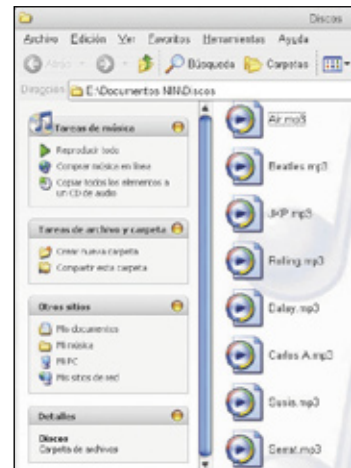 Discos
Archivo Edición Ver Favoritos Herramientas Ayuda
Atrás Búsqueda Carpetas
Dirección E:\Documentos NIN\Discos
Tareas de música
Reproducir todo
Comprar música en línea
Copiar todos los elementos a
un CD de audio
Tareas de archivo y carpeta
Crear nueva carpeta
Compartir esta carpeta
Otros sitios
Mis documentos
Mi música
Mi PC
Mis sitios de red
Detalles
Discos
Carpeta de archivos
Air.mp3
Beatles.mp3
JXP.mp3
Roling.mp3
Dalay.mp3
Carlos A.mp3
Susis.mp3
Serrat.mp3